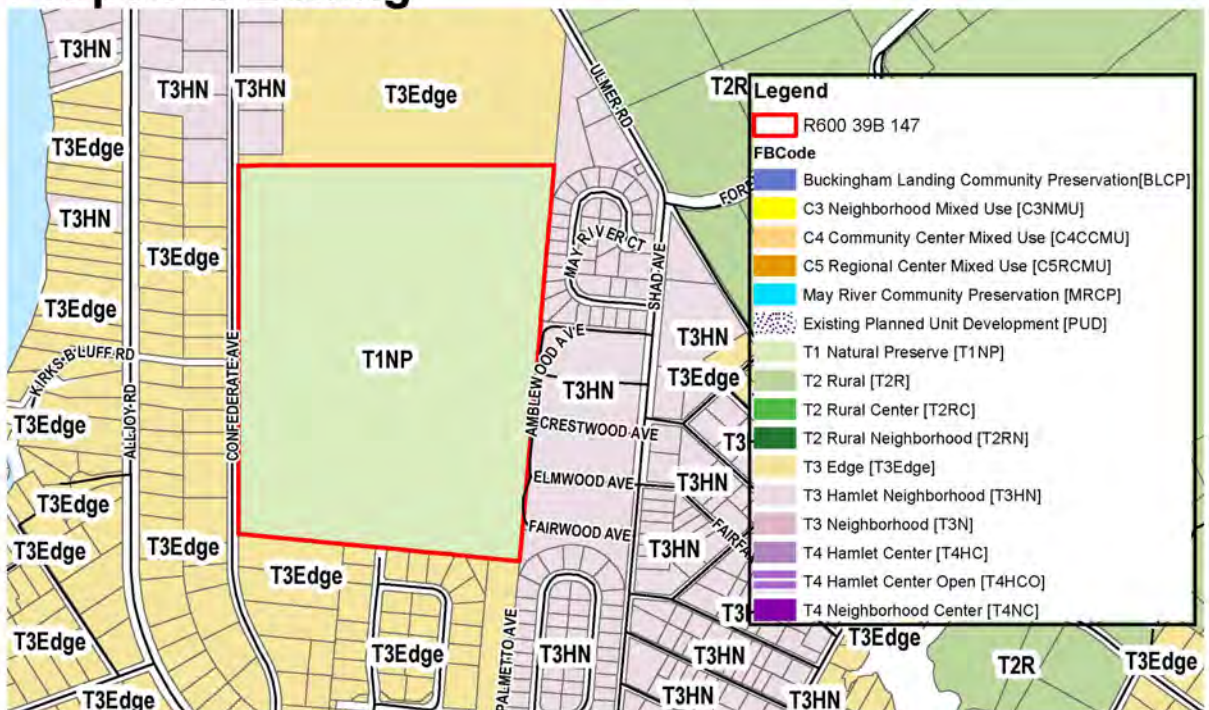 T3HN
T3HN
T3HN
T3Edge
ULMER RD
T2R
T3Edge
T3HN
T3Edge
T3Edge
KIRKS BLUFF RD
ALLJOY RD
CONFEDERATE AVE
T1NP
MAY RIVER CT
SHAD AVE
AMBLEWOOD AVE
T3HN
T3HN
T3Edge
CRESTWOOD AVE
ELMWOOD AVE
T3HN
FAIRWOOD AVE
T3HN
T3Edge
T3Edge
T3Edge
T3Edge
T3Edge
T3Edge
T3Edge
T3Edge
PALMETTO AVE
T3HN
T3HN
T3HN
T3HN
T3Edge
T2R
T3Edge
Legend
R600 39B 147
FBCode
Buckingham Landing Community Preservation[BLCP]
C3 Neighborhood Mixed Use [C3NMU]
C4 Community Center Mixed Use [C4CCMU]
C5 Regional Center Mixed Use [C5RCMU]
May River Community Preservation [MRCP]
Existing Planned Unit Development [PUD]
T1 Natural Preserve [T1NP]
T2 Rural [T2R]
T2 Rural Center [T2RC]
T2 Rural Neighborhood [T2RN]
T3 Edge [T3Edge]
T3 Hamlet Neighborhood [T3HN]
T3 Neighborhood [T3N]
T4 Hamlet Center [T4HC]
T4 Hamlet Center Open [T4HCO]
T4 Neighborhood Center [T4NC]